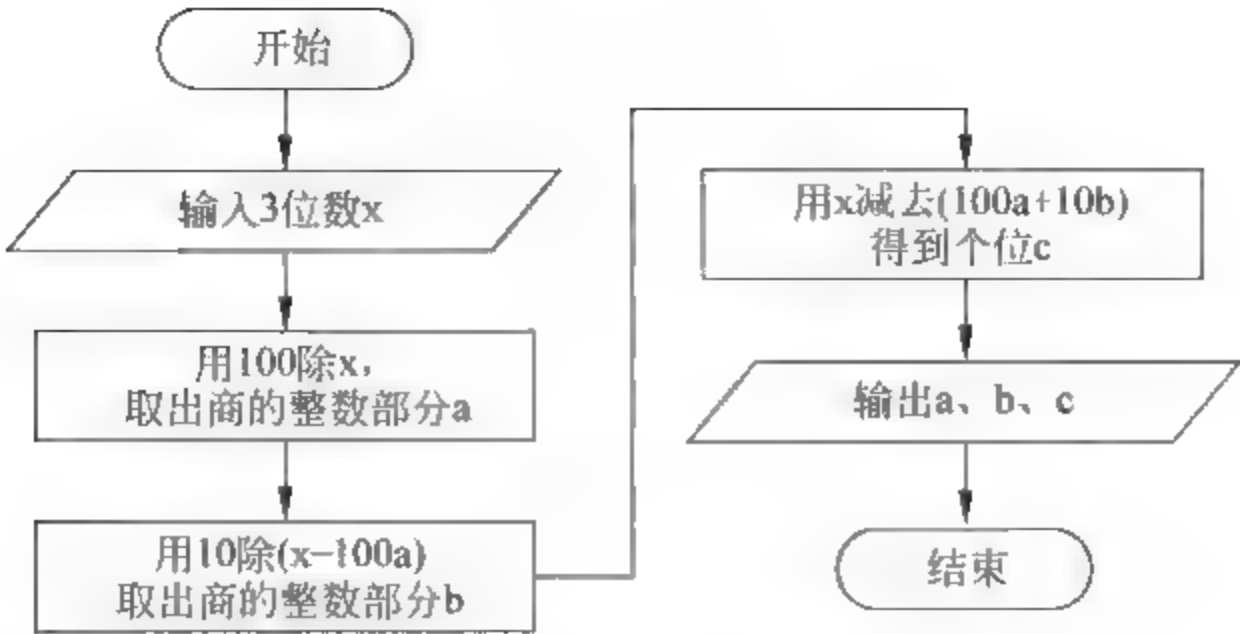 开始
输入3位数x
用100除x,
取出商的整数部分a
用10除(x-100a)
取出商的整数部分b
用x减去(100a+10b)
得到个位c
输出a、b、c
结束